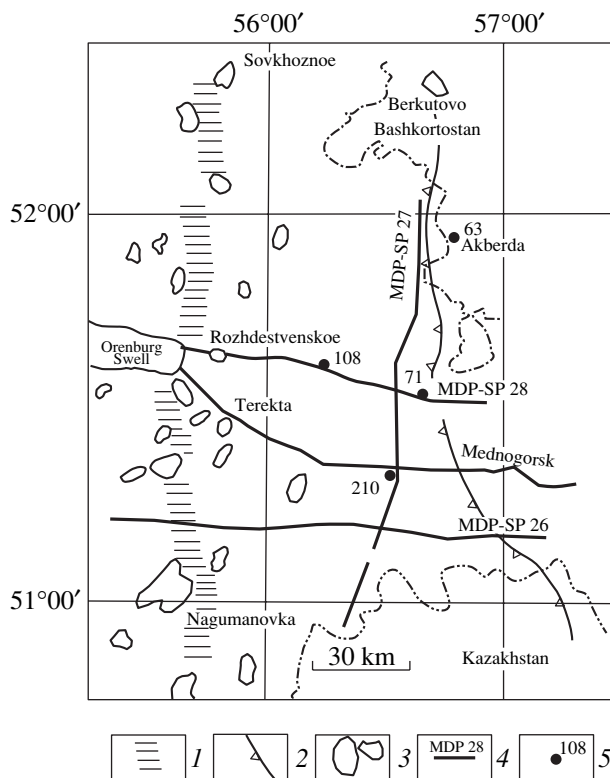 56°00′ 57°00′
Sovkhoznoe
Berkutovo
Bashkortostan
52°00′
MDP-SP 27
63
Akberda
Orenburg
Swell
Rozhdestvenskoe
108
71
MDP-SP 28
Terekta
Mednogorsk
210
MDP-SP 26
51°00′
Nagumanovka
30 km
Kazakhstan
1 2 3 MDP 28 4 108 5